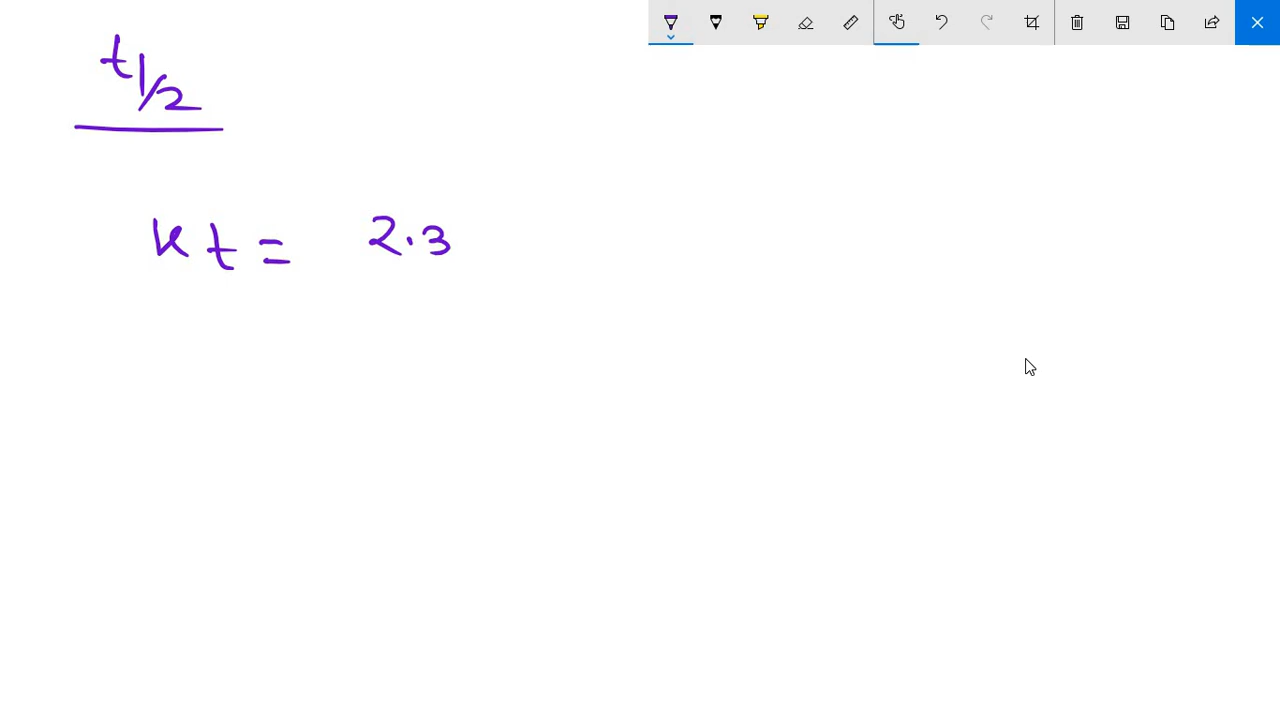 t1/2
kt = 2.3